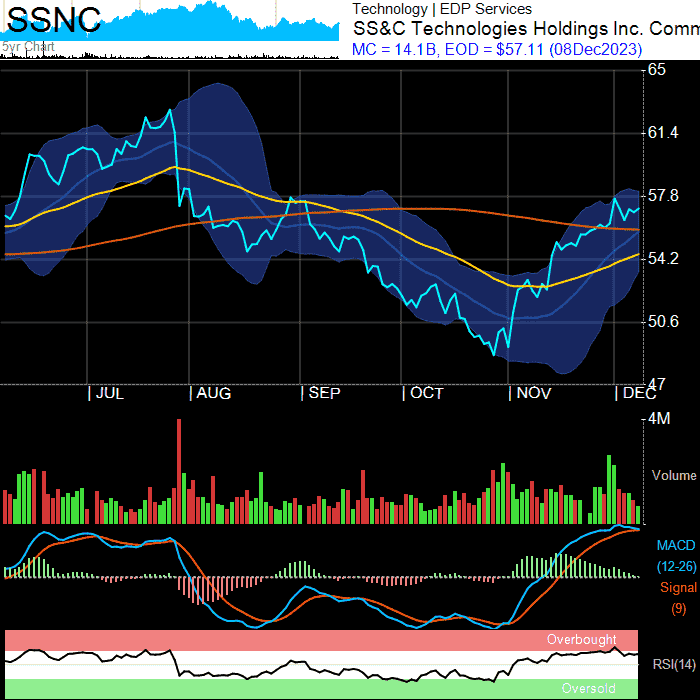 SSNC
5yr Chart
Technology | EDP Services
SS&C Technologies Holdings Inc. Comm
MC = 14.1B, EOD = $57.11 (08Dec2023)
65
61.4
57.8
54.2
50.6
47
JUL
AUG
SEP
OCT
NOV
DEC
4M
Volume
MACD
(12-26)
Signal
(9)
Overbought
RSI(14)
Oversold